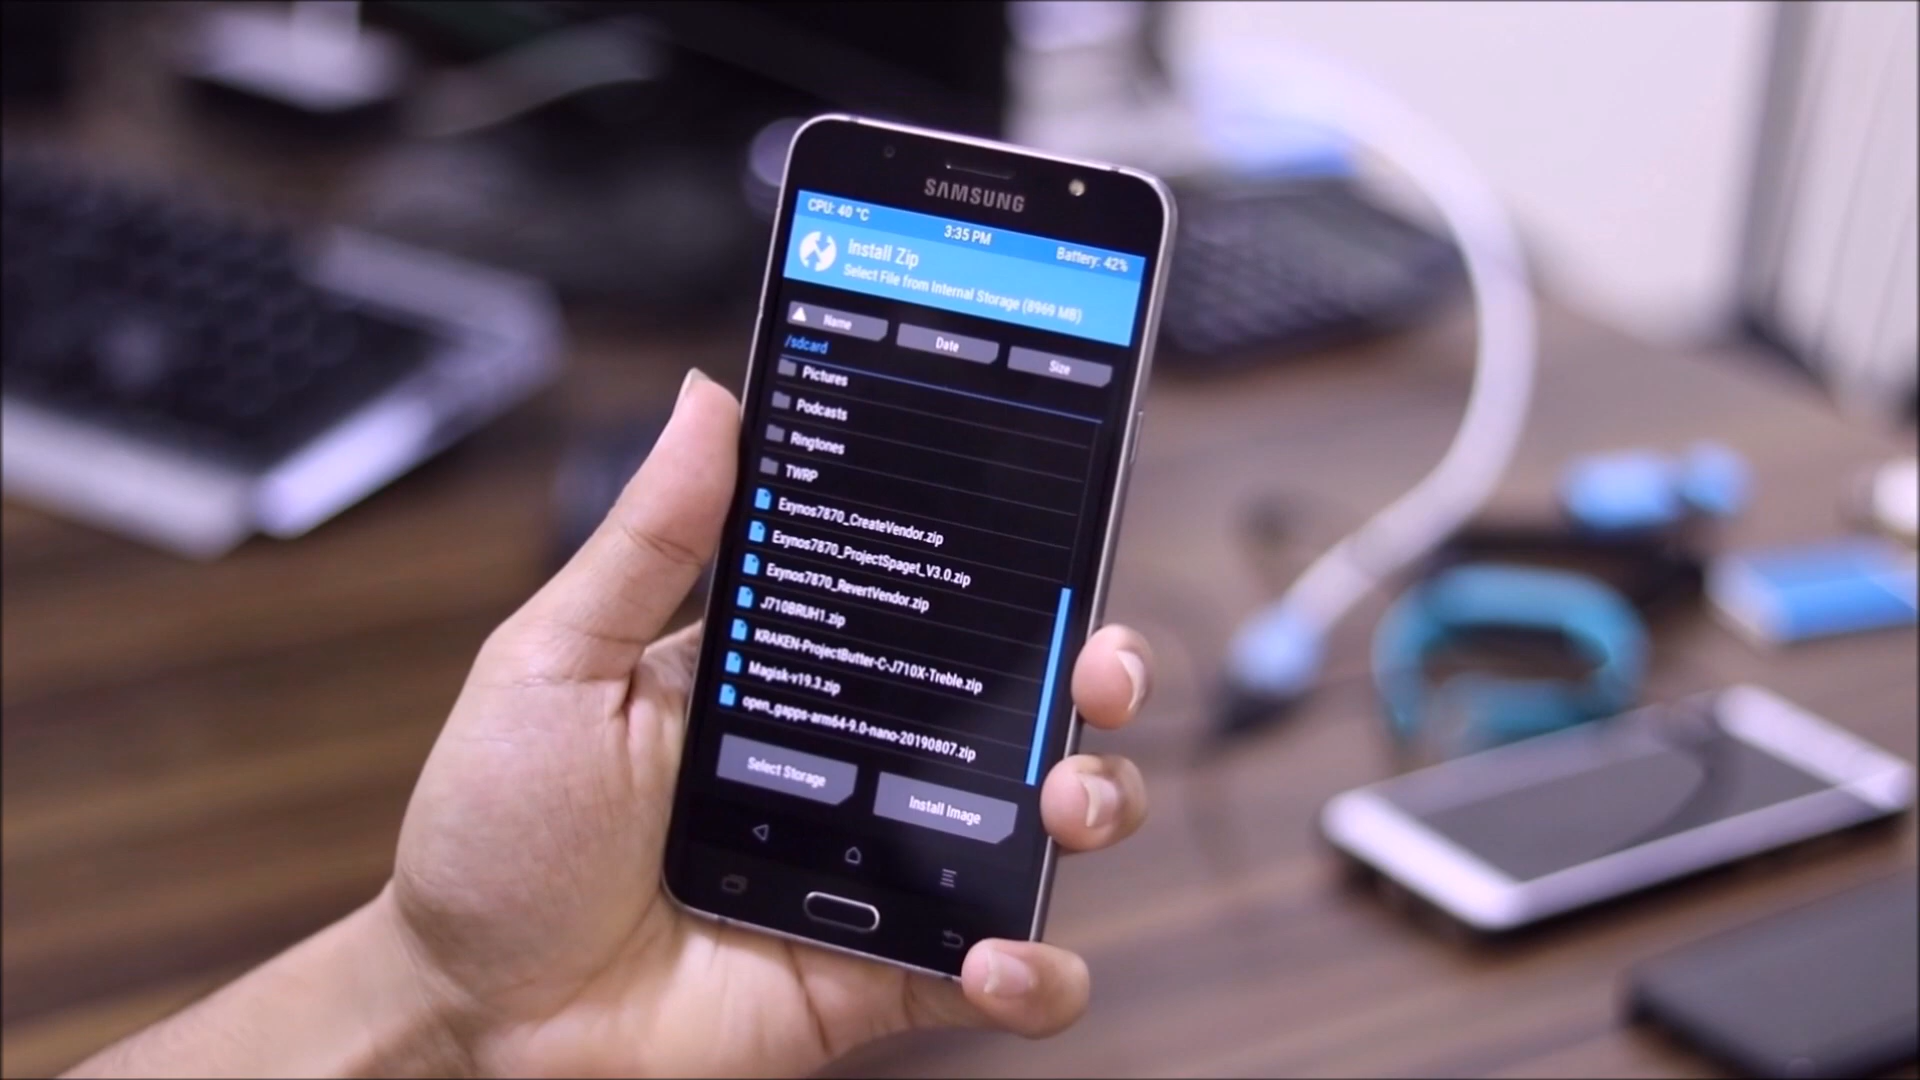 SAMSUNG
CPU: 40 °C
3:35 PM
Battery: 42%
Install Zip
Select File from Internal Storage (8969 MB)
Name
Date
Size
/sdcard
Pictures
Podcasts
Ringtones
TWRP
Exynos7870_CreateVendor.zip
Exynos7870_ProjectSpaget_V3.0.zip
Exynos7870_RevertVendor.zip
J710BRUH1.zip
KRAKEN-ProjectButter-C-J710X-Treble.zip
Magisk-v19.3.zip
open_gapps-arm64-9.0-nano-20190807.zip
Select Storage
Install Image